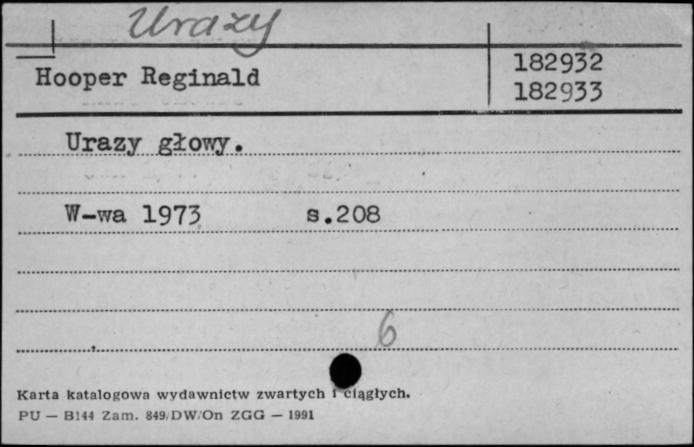 Urazy
Hooper Reginald
182932
182933
Urazy głowy.
W-wa 1973 s.208
6
Karta katalogowa wydawnictw zwartych i ciągłych.
PU — B144 Zam. 849/DW/On ZGG — 1991